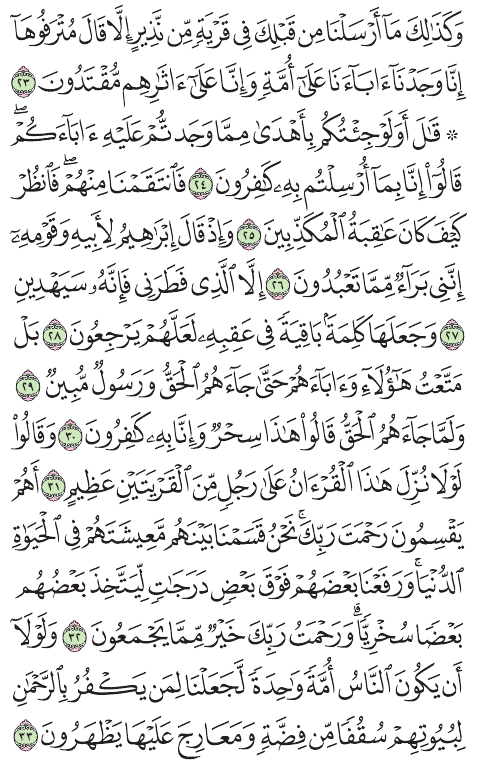 وَكَذَٰلِكَ مَآ أَرْسَلْنَا مِن قَبْلِكَ فِى قَرْيَةٍ مِّن نَّذِيرٍ إِلَّا قَالَ مُتْرَفُوهَآ
إِنَّا وَجَدْنَآ ءَابَآءَنَا عَلَىٰٓ أُمَّةٍ وَإِنَّا عَلَىٰٓ ءَاثَٰرِهِم مُّقْتَدُونَ ٢٣
۞ قَٰلَ أَوَلَوْ جِئْتُكُم بِأَهْدَىٰ مِمَّا وَجَدتُّمْ عَلَيْهِ ءَابَآءَكُمْ ۖ
قَالُوٓا۟ إِنَّا بِمَآ أُرْسِلْتُم بِهِۦ كَٰفِرُونَ ٢٤ فَٱنتَقَمْنَا مِنْهُمْ ۖ فَٱنظُرْ
كَيْفَ كَانَ عَٰقِبَةُ ٱلْمُكَذِّبِينَ ٢٥ وَإِذْ قَالَ إِبْرَٰهِيمُ لِأَبِيهِ وَقَوْمِهِۦٓ
إِنَّنِى بَرَآءٌ مِّمَّا تَعْبُدُونَ ٢٦ إِلَّا ٱلَّذِى فَطَرَنِى فَإِنَّهُۥ سَيَهْدِينِ
٢٧ وَجَعَلَهَا كَلِمَةًۢ بَاقِيَةً فِى عَقِبِهِۦ لَعَلَّهُمْ يَرْجِعُونَ ٢٨ بَلْ
مَتَّعْتُ هَٰٓؤُلَآءِ وَءَابَآءَهُمْ حَتَّىٰ جَآءَهُمُ ٱلْحَقُّ وَرَسُولٌ مُّبِينٌ ٢٩
وَلَمَّا جَآءَهُمُ ٱلْحَقُّ قَالُوا۟ هَٰذَا سِحْرٌ وَإِنَّا بِهِۦ كَٰفِرُونَ ٣٠ وَقَالُوا۟
لَوْلَا نُزِّلَ هَٰذَا ٱلْقُرْءَانُ عَلَىٰ رَجُلٍ مِّنَ ٱلْقَرْيَتَيْنِ عَظِيمٍ ٣١ أَهُمْ
يَقْسِمُونَ رَحْمَتَ رَبِّكَ ۚ نَحْنُ قَسَمْنَا بَيْنَهُم مَّعِيشَتَهُمْ فِى ٱلْحَيَوٰةِ
ٱلدُّنْيَا ۚ وَرَفَعْنَا بَعْضَهُمْ فَوْقَ بَعْضٍ دَرَجَٰتٍ لِّيَتَّخِذَ بَعْضُهُم
بَعْضًا سُخْرِيًّا ۗ وَرَحْمَتُ رَبِّكَ خَيْرٌ مِّمَّا يَجْمَعُونَ ٣٢ وَلَوْلَآ
أَن يَكُونَ ٱلنَّاسُ أُمَّةً وَٰحِدَةً لَّجَعَلْنَا لِمَن يَكْفُرُ بِٱلرَّحْمَٰنِ
لِبُيُوتِهِمْ سُقُفًا مِّن فِضَّةٍ وَمَعَارِجَ عَلَيْهَا يَظْهَرُونَ ٣٣